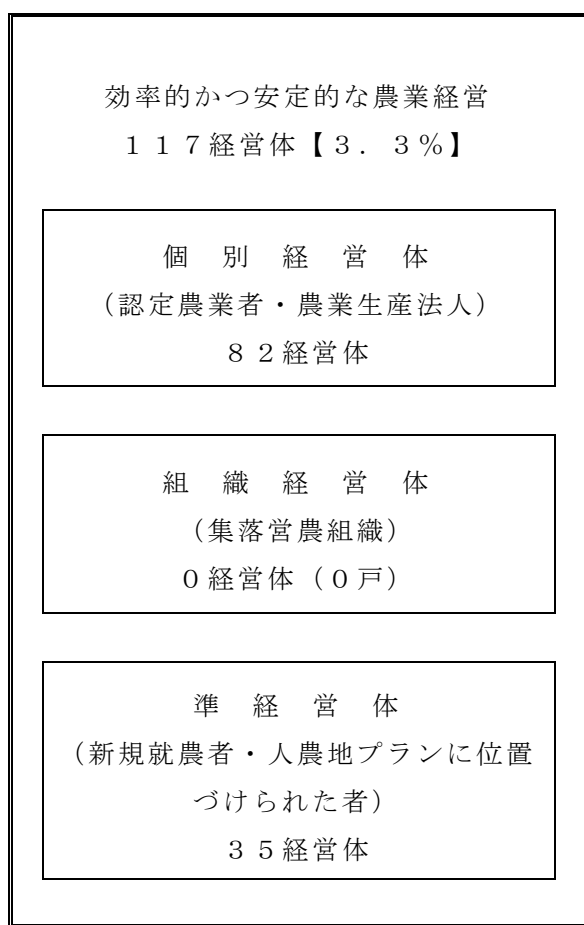 効率的かつ安定的な農業経営
１１７経営体【３．３％】
個　別　経　営　体
（認定農業者・農業生産法人）
８２経営体
組　織　経　営　体
（集落営農組織）
０経営体（０戸）
準　経　営　体
（新規就農者・人農地プランに位置
づけられた者）
３５経営体